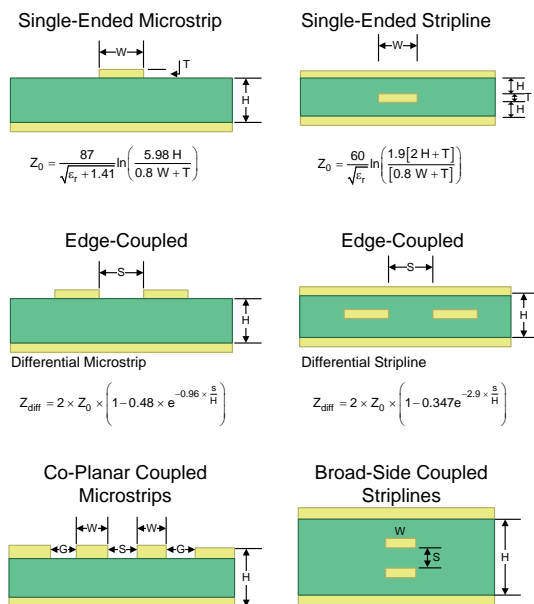 Single-Ended Microstrip
W
T
H
Z₀ = 87 / √(εᵣ + 1.41) ln(5.98 H / 0.8 W + T)
Single-Ended Stripline
W
H
T
H
Z₀ = 60 / √εᵣ ln(1.9[2 H + T] / [0.8 W + T])
Edge-Coupled
S
H
Differential Microstrip
Z_diff = 2 × Z₀ × (1 − 0.48 × e^(−0.96 × s/H))
Edge-Coupled
S
H
Differential Stripline
Z_diff = 2 × Z₀ × (1 − 0.347e^(−2.9 × s/H))
Co-Planar Coupled
Microstrips
W W
G S G
H
Broad-Side Coupled
Striplines
W
S
H